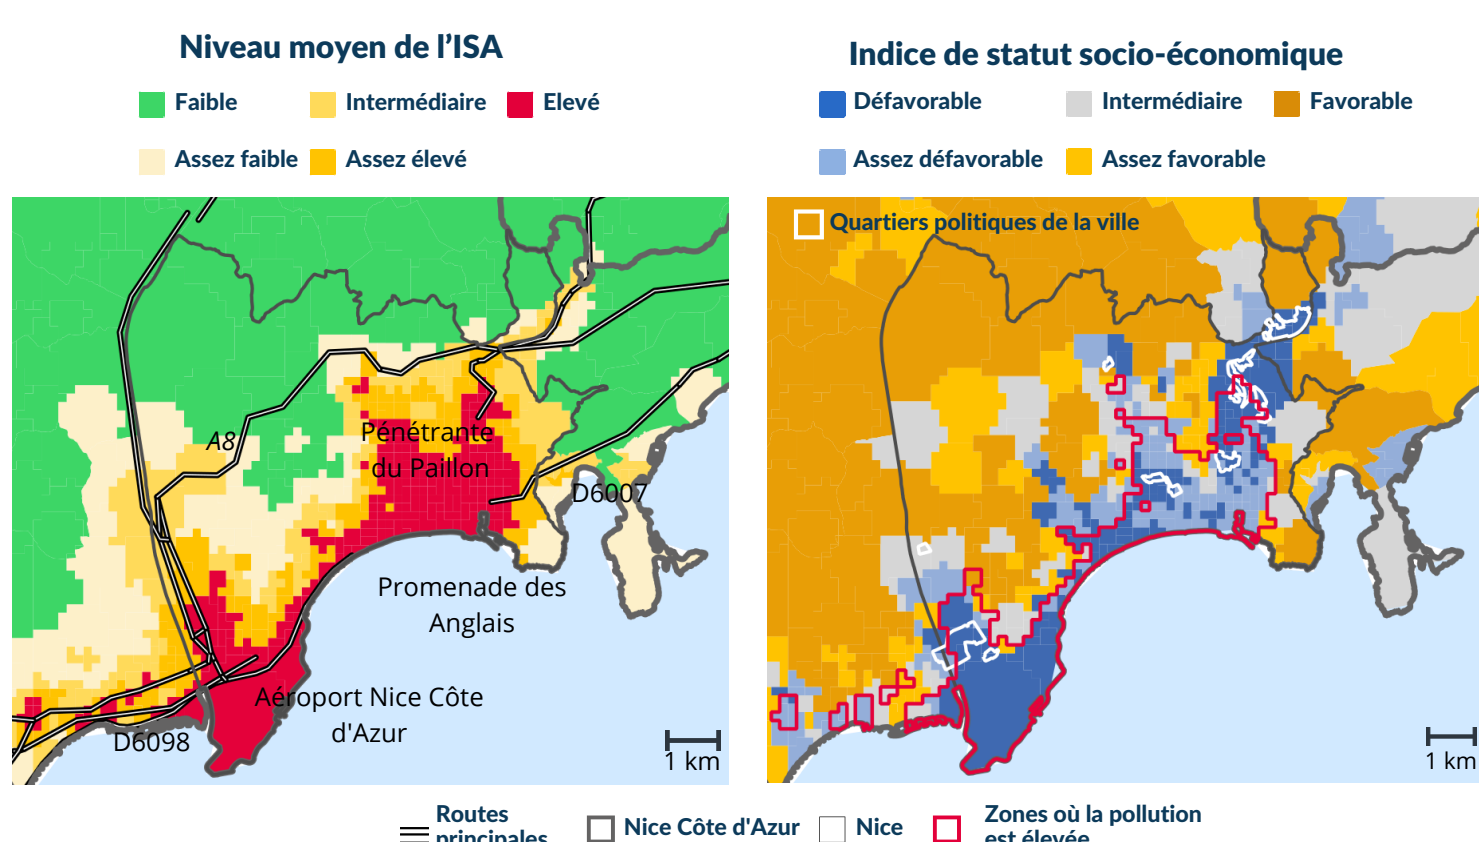 Niveau moyen de l’ISA
Faible
Intermédiaire
Elevé
Assez faible
Assez élevé
A8
Pénétrante
du Paillon
D6007
Promenade des
Anglais
Aéroport Nice Côte
d'Azur
D6098
1 km
Indice de statut socio-économique
Défavorable
Intermédiaire
Favorable
Assez défavorable
Assez favorable
Quartiers politiques de la ville
1 km
Routes
principales
Nice Côte d'Azur
Nice
Zones où la pollution
est élevée